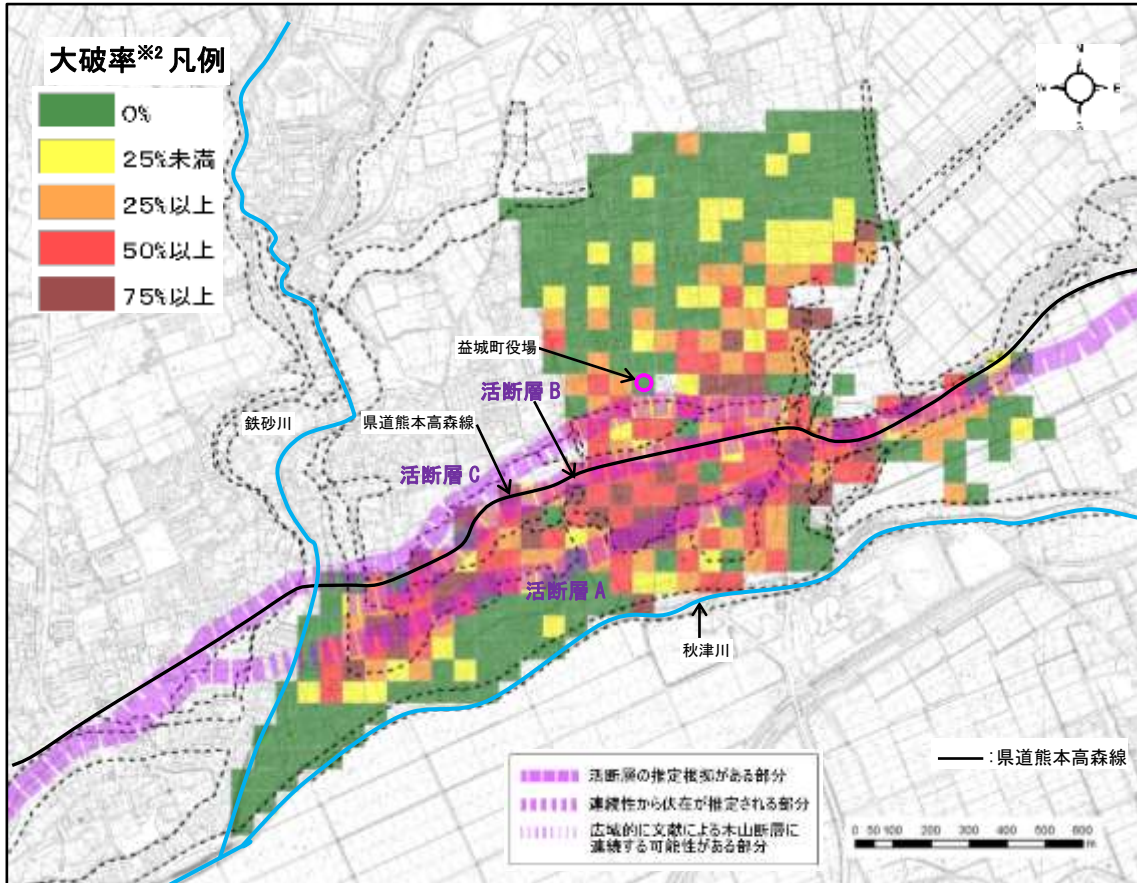 大破率※2 凡例
0%
25%未満
25%以上
50%以上
75%以上
N
W
E
S
益城町役場
活断層 B
鉄砂川
県道熊本高森線
活断層 C
活断層 A
秋津川
活断層の推定根拠がある部分
連続性から伏在が推定される部分
広域的に文献による木山断層に
連続する可能性がある部分
:県道熊本高森線
0 50 100 200 300 400 500 600
m